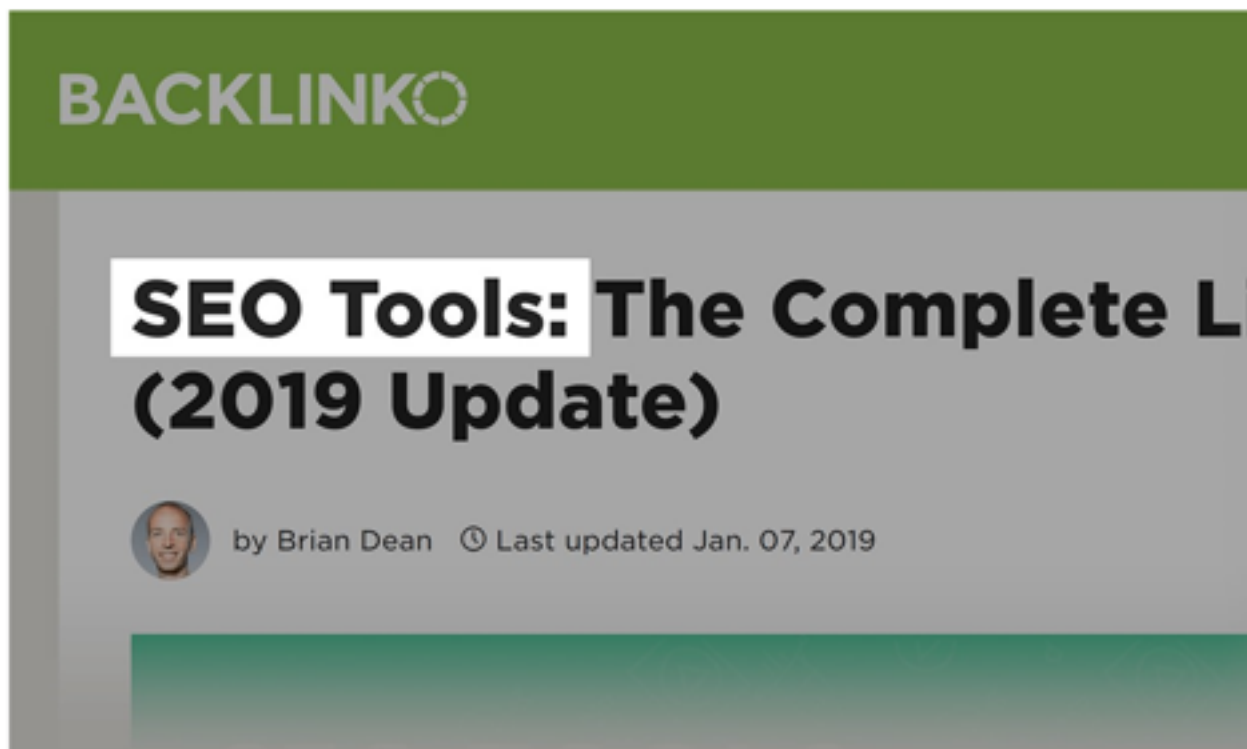 BACKLINKO
SEO Tools: The Complete
(2019 Update)
by Brian Dean Last updated Jan. 07, 2019